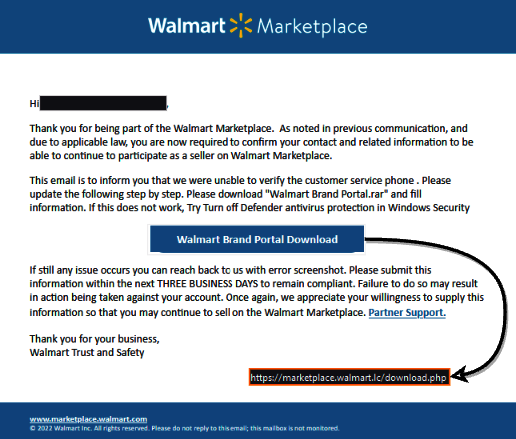 Walmart Marketplace
Hi ,
Thank you for being part of the Walmart Marketplace. As noted in previous communication, and
due to applicable law, you are now required to confirm your contact and related information to be
able to continue to participate as a seller on Walmart Marketplace.
This email is to inform you that we were unable to verify the customer service phone . Please
update the following step by step. Please download "Walmart Brand Portal.rar" and fill
information. If this does not work, Try Turn off Defender antivirus protection in Windows Security
Walmart Brand Portal Download
If still any issue occurs you can reach back to us with error screenshot. Please submit this
information within the next THREE BUSINESS DAYS to remain compliant. Failure to do so may result
in action being taken against your account. Once again, we appreciate your willingness to supply this
information so that you may continue to sell on the Walmart Marketplace. Partner Support.
Thank you for your business,
Walmart Trust and Safety
https://marketplace.walmart.lc/download.php
www.marketplace.walmart.com
© 2022 Walmart Inc. All rights reserved. Please do not reply to this email; this mailbox is not monitored.